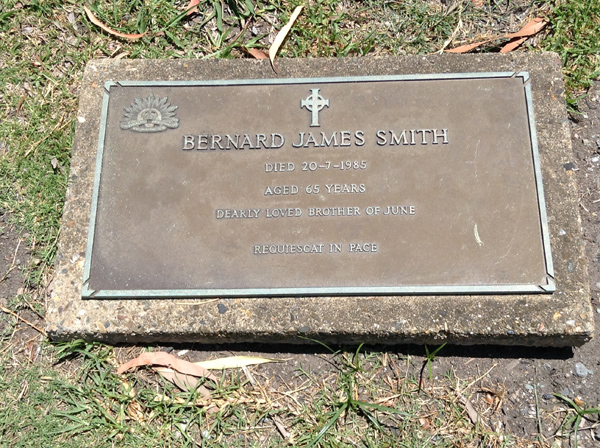 BERNARD JAMES SMITH
DIED 20-7-1985
AGED 65 YEARS
DEARLY LOVED BROTHER OF JUNE
REQUIESCAT IN PACE